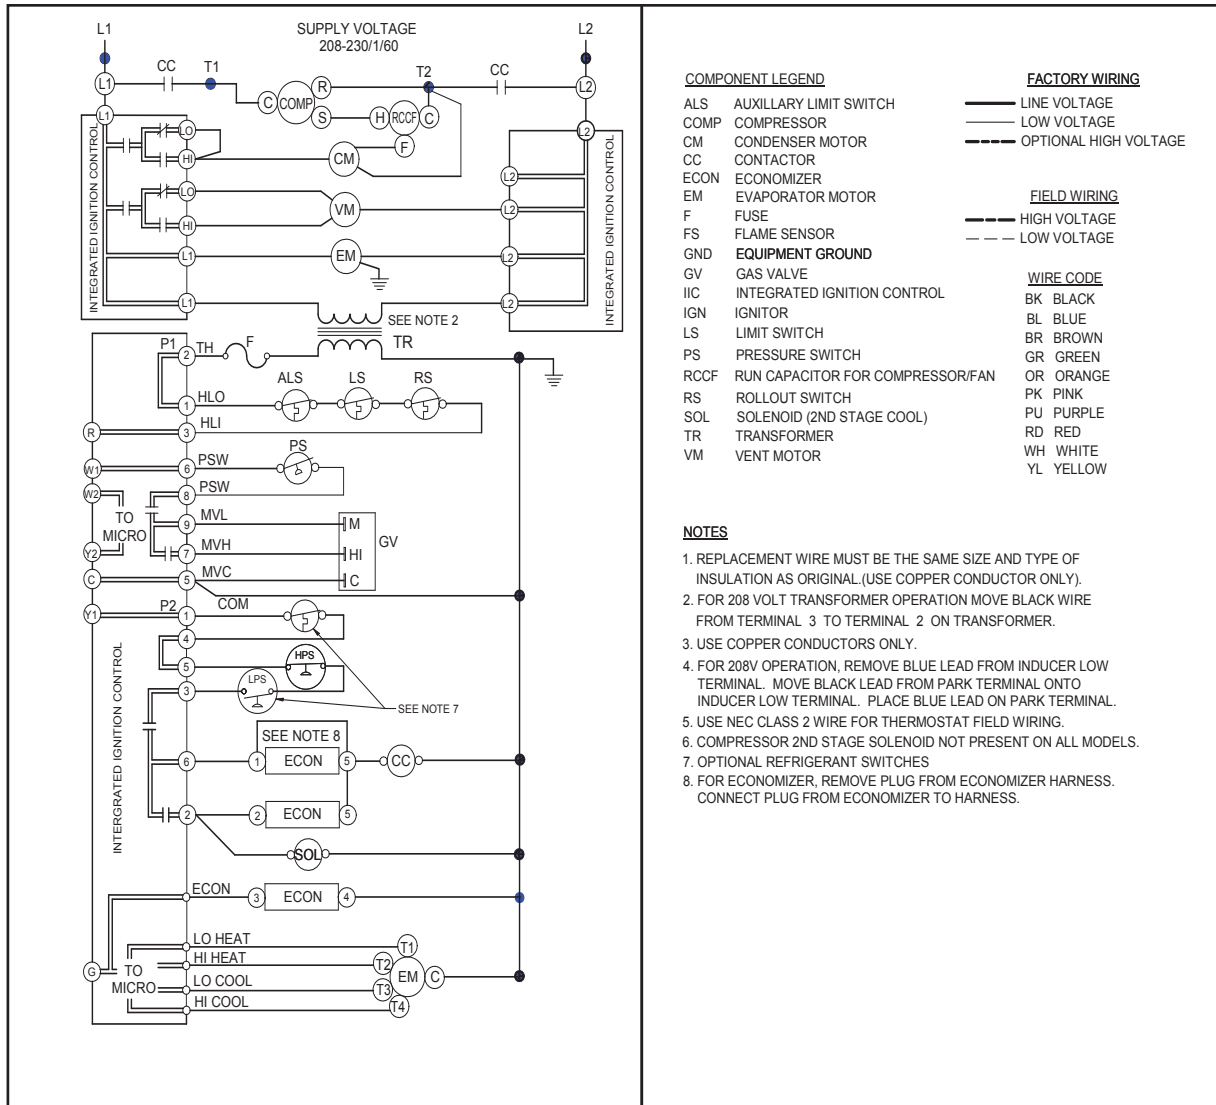 L1
SUPPLY VOLTAGE
208-230/1/60
L2
CC
T1
T2
CC
L1
C
COMP
R
S
H
RCCF
C
F
L2
L1
LO
HI
CM
L2
LO
HI
VM
L2
L2
L1
EM
L2
L1
L2
INTEGRATED IGNITION CONTROL
INTEGRATED IGNITION CONTROL
SEE NOTE 2
TR
P1
2
TH
F
ALS
LS
RS
1
HLO
R
3
HLI
PS
W1
6
PSW
W2
8
PSW
TO
MICRO
9
MVL
M
GV
Y2
7
MVH
HI
C
5
MVC
C
COM
Y1
P2
1
4
5
HPS
3
LPS
SEE NOTE 7
SEE NOTE 8
6
1
ECON
5
CC
2
2
ECON
5
SOL
INTERGRATED IGNITION CONTROL
ECON
3
ECON
4
G
TO
MICRO
LO HEAT
HI HEAT
LO COOL
HI COOL
T1
T2
T3
T4
EM
C
COMPONENT LEGEND
ALS AUXILLARY LIMIT SWITCH
COMP COMPRESSOR
CM CONDENSER MOTOR
CC CONTACTOR
ECON ECONOMIZER
EM EVAPORATOR MOTOR
F FUSE
FS FLAME SENSOR
GND EQUIPMENT GROUND
GV GAS VALVE
IIC INTEGRATED IGNITION CONTROL
IGN IGNITOR
LS LIMIT SWITCH
PS PRESSURE SWITCH
RCCF RUN CAPACITOR FOR COMPRESSOR/FAN
RS ROLLOUT SWITCH
SOL SOLENOID (2ND STAGE COOL)
TR TRANSFORMER
VM VENT MOTOR
FACTORY WIRING
LINE VOLTAGE
LOW VOLTAGE
OPTIONAL HIGH VOLTAGE
FIELD WIRING
HIGH VOLTAGE
LOW VOLTAGE
WIRE CODE
BK BLACK
BL BLUE
BR BROWN
GR GREEN
OR ORANGE
PK PINK
PU PURPLE
RD RED
WH WHITE
YL YELLOW
NOTES
1. REPLACEMENT WIRE MUST BE THE SAME SIZE AND TYPE OF
INSULATION AS ORIGINAL.(USE COPPER CONDUCTOR ONLY).
2. FOR 208 VOLT TRANSFORMER OPERATION MOVE BLACK WIRE
FROM TERMINAL 3 TO TERMINAL 2 ON TRANSFORMER.
3. USE COPPER CONDUCTORS ONLY.
4. FOR 208V OPERATION, REMOVE BLUE LEAD FROM INDUCER LOW
TERMINAL. MOVE BLACK LEAD FROM PARK TERMINAL ONTO
INDUCER LOW TERMINAL. PLACE BLUE LEAD ON PARK TERMINAL.
5. USE NEC CLASS 2 WIRE FOR THERMOSTAT FIELD WIRING.
6. COMPRESSOR 2ND STAGE SOLENOID NOT PRESENT ON ALL MODELS.
7. OPTIONAL REFRIGERANT SWITCHES
8. FOR ECONOMIZER, REMOVE PLUG FROM ECONOMIZER HARNESS.
CONNECT PLUG FROM ECONOMIZER TO HARNESS.